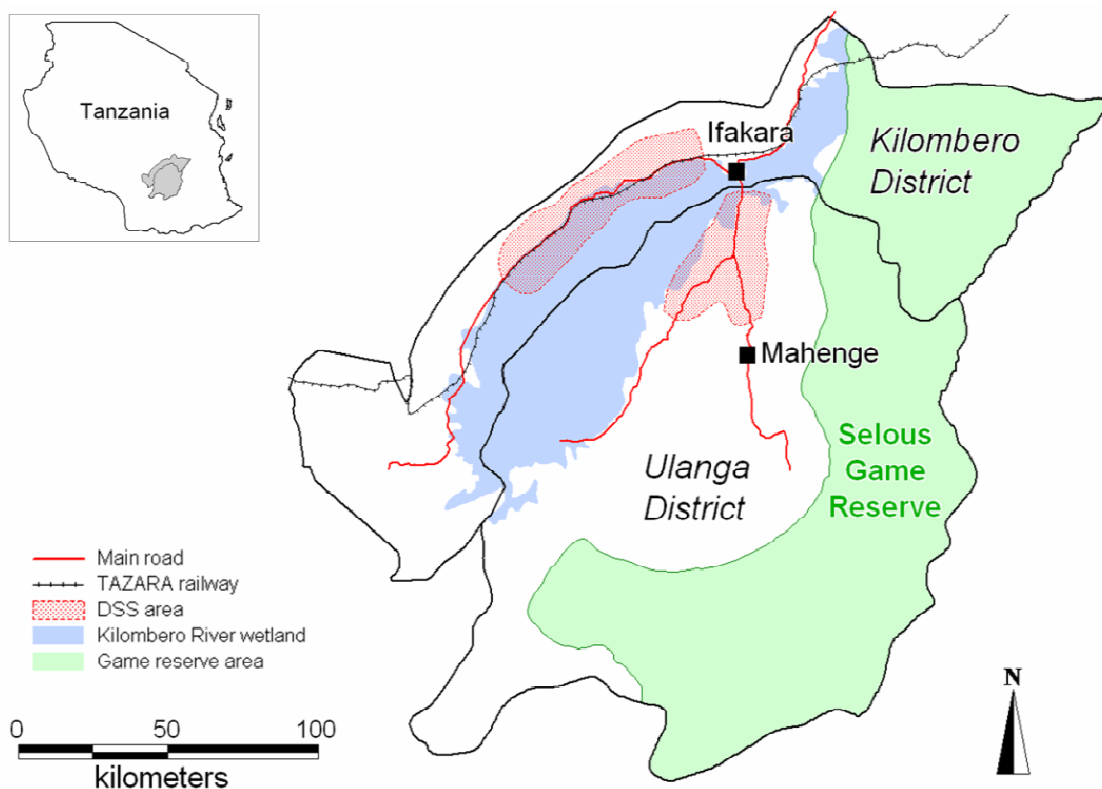 Tanzania
Ifakara
Kilombero
District
Mahenge
Selous
Game
Reserve
Ulanga
District
Main road
TAZARA railway
DSS area
Kilombero River wetland
Game reserve area
N
0 50 100
kilometers